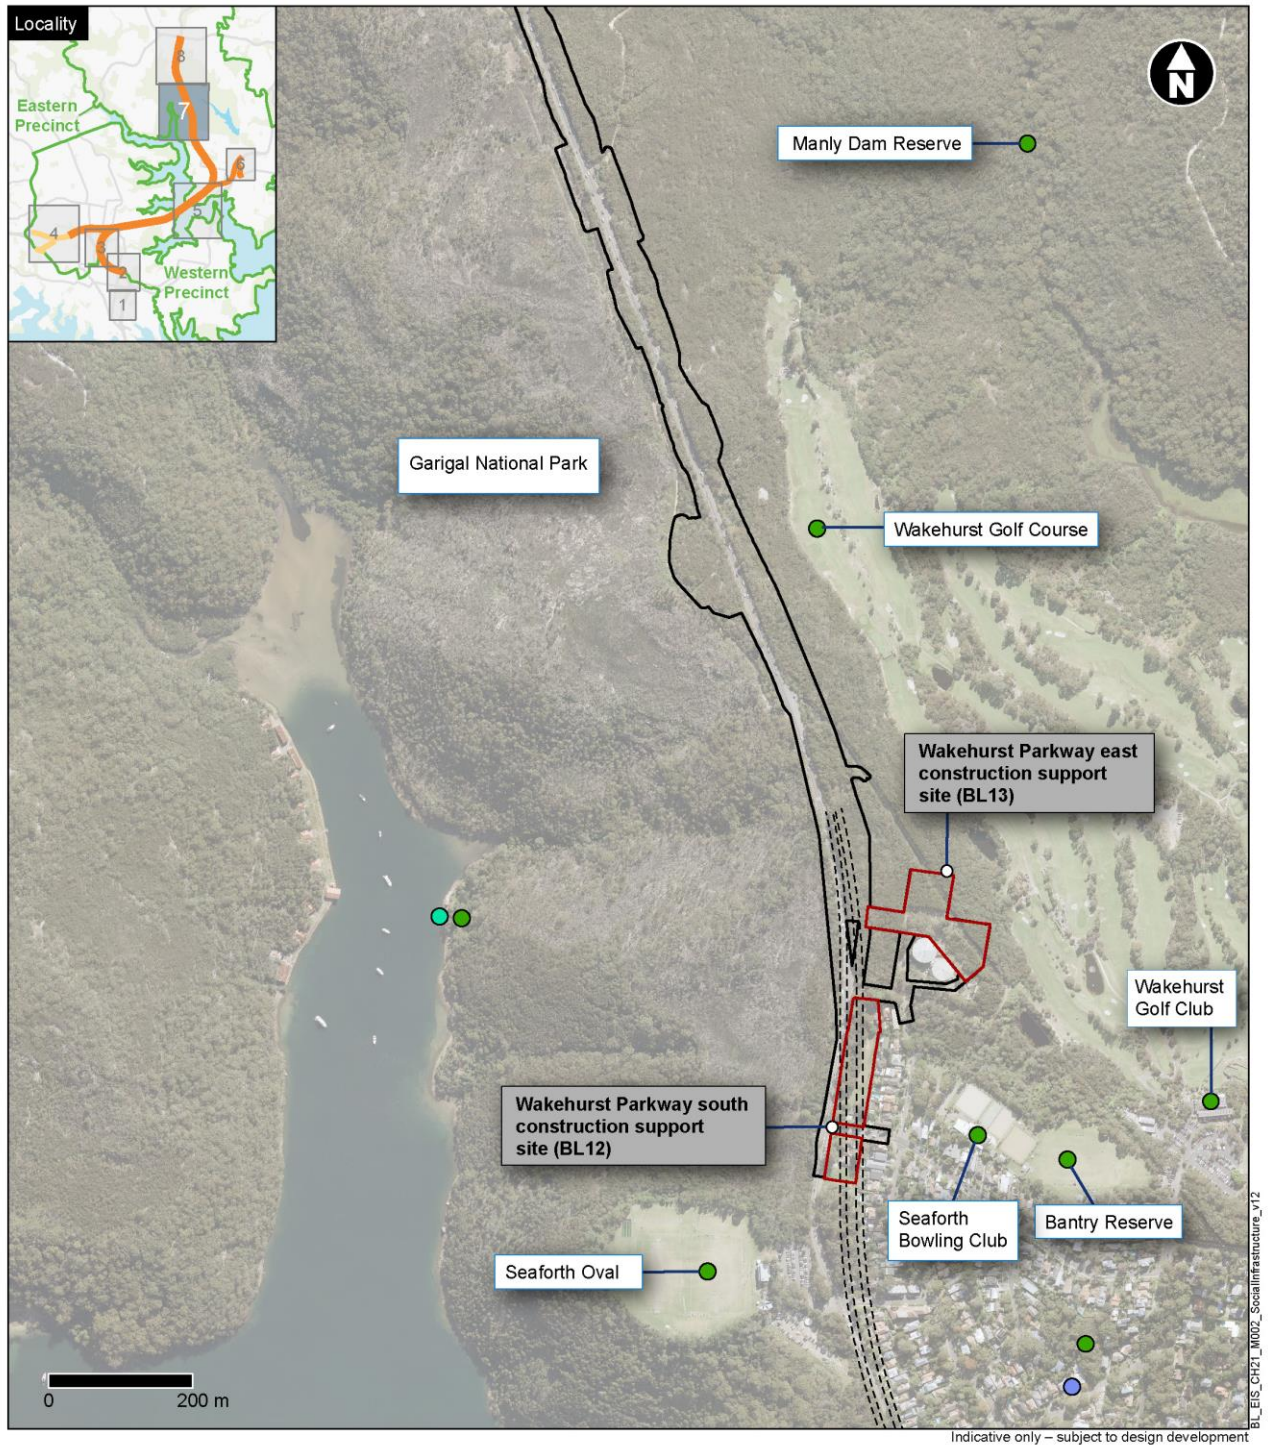 Locality
8
Eastern
Precinct
7
6
5
4
3
2
Western
Precinct
1
N
Manly Dam Reserve
Garigal National Park
Wakehurst Golf Course
Wakehurst Parkway east
construction support
site (BL13)
Wakehurst
Golf Club
Wakehurst Parkway south
construction support
site (BL12)
Seaforth
Bowling Club
Bantry Reserve
Seaforth Oval
0 200 m
BL_EIS_CH21_M002_SocialInfrastructure_v12
Indicative only – subject to design development